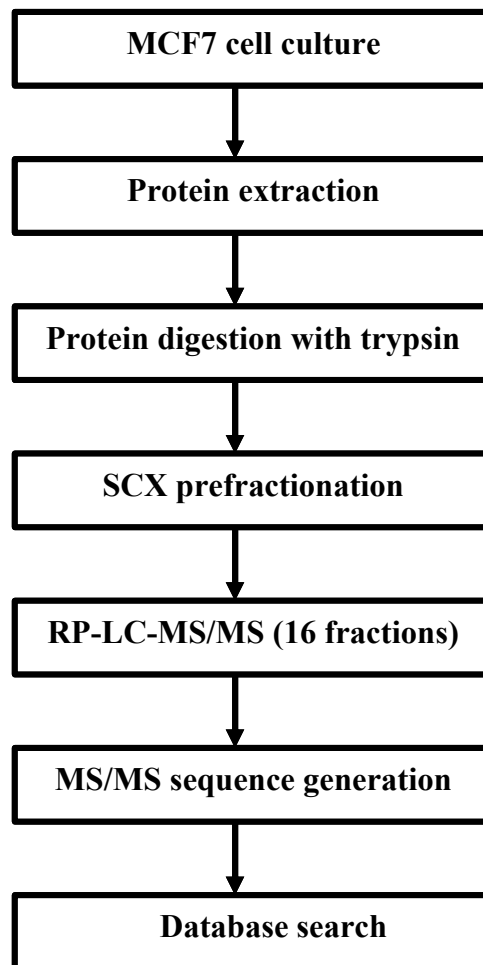 MCF7 cell culture
Protein extraction
Protein digestion with trypsin
SCX prefractionation
RP-LC-MS/MS (16 fractions)
MS/MS sequence generation
Database search